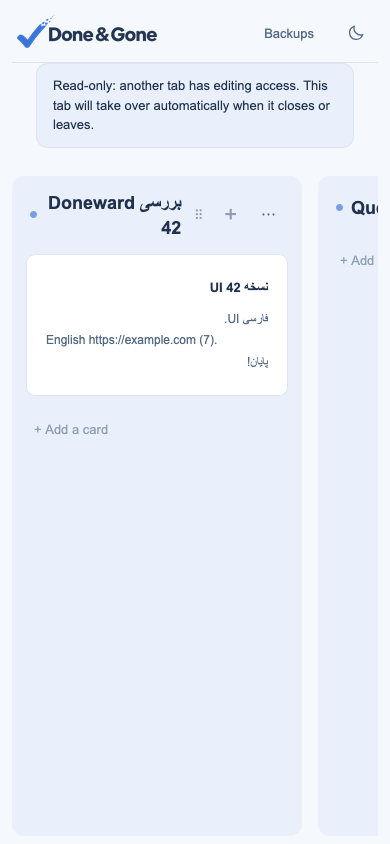 Done & Gone
Backups
Read-only: another tab has editing access. This
tab will take over automatically when it closes or
leaves.
بررسی Doneward
42
نسخه 42 UI
فارسی UI.
English https://example.com (7).
پایان!
+ Add a card
+ Add